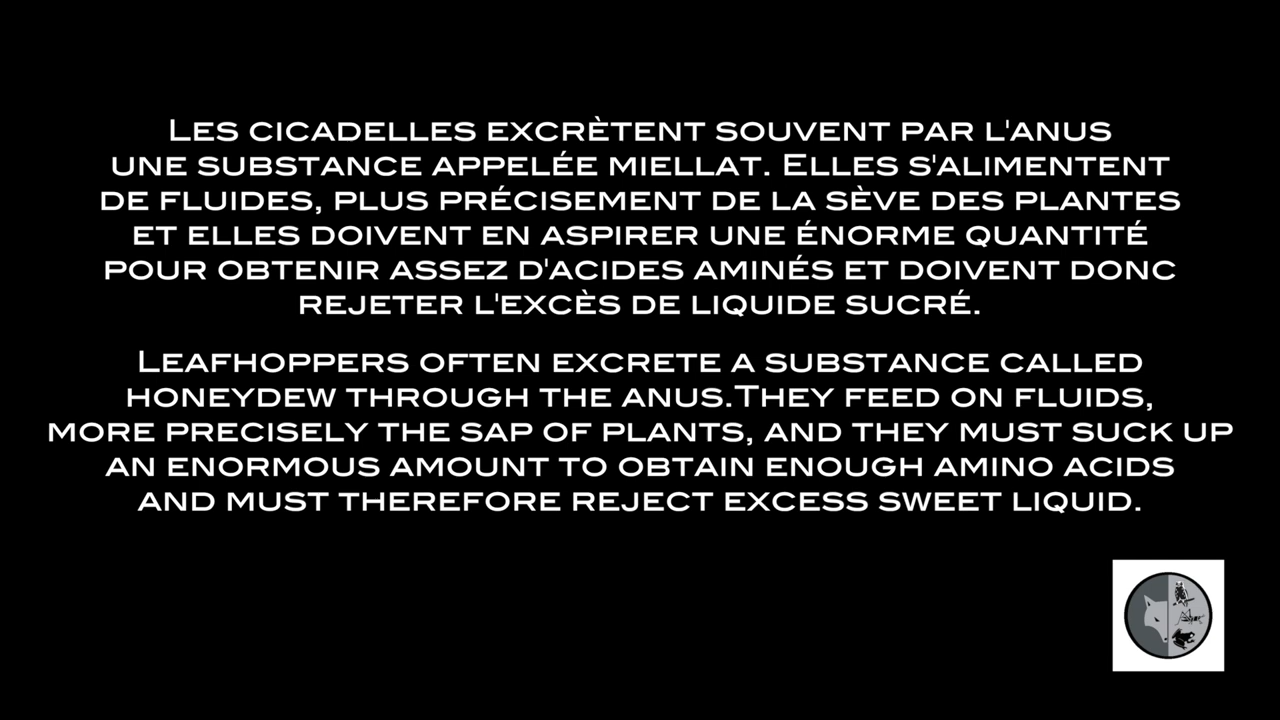 Les cicadelles excrètent souvent par l'anus
une substance appelée miellat. Elles s'alimentent
de fluides, plus précisement de la sève des plantes
et elles doivent en aspirer une énorme quantité
pour obtenir assez d'acides aminés et doivent donc
rejeter l'excès de liquide sucré.
Leafhoppers often excrete a substance called
honeydew through the anus.They feed on fluids,
more precisely the sap of plants, and they must suck up
an enormous amount to obtain enough amino acids
and must therefore reject excess sweet liquid.